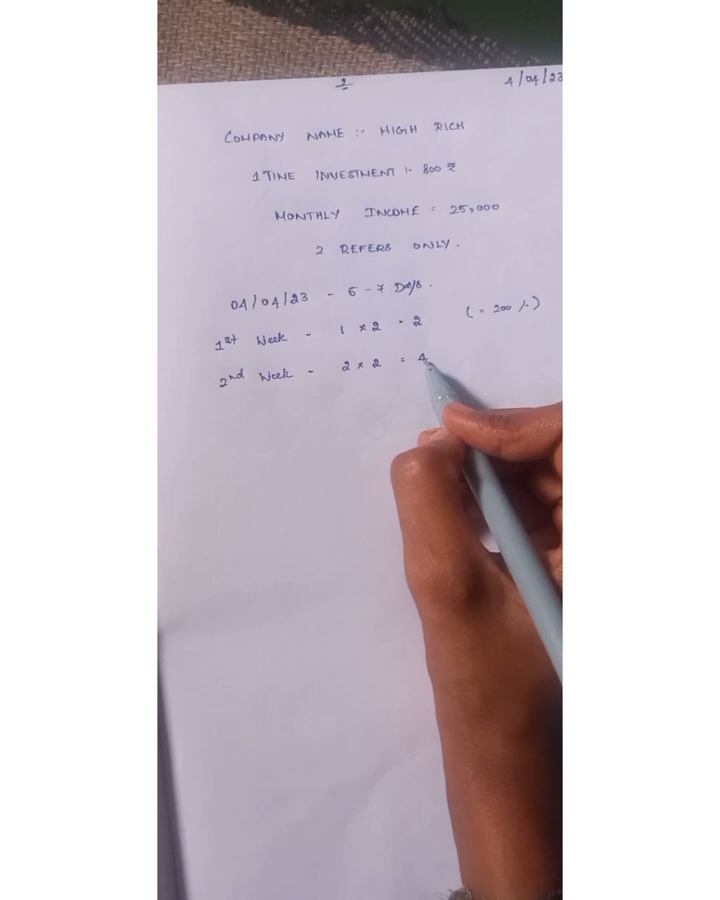 2
4/04/23
COMPANY NAME :- HIGH RICH
1 TIME INVESTMENT :- 800 ₹
MONTHLY INCOME : 25,000
2 REFERS ONLY.
04/04/23 - 6-7 Days.
1st Week - 1 x 2 - 2 ( = 200 /-)
2nd Week - 2 x 2 = 4